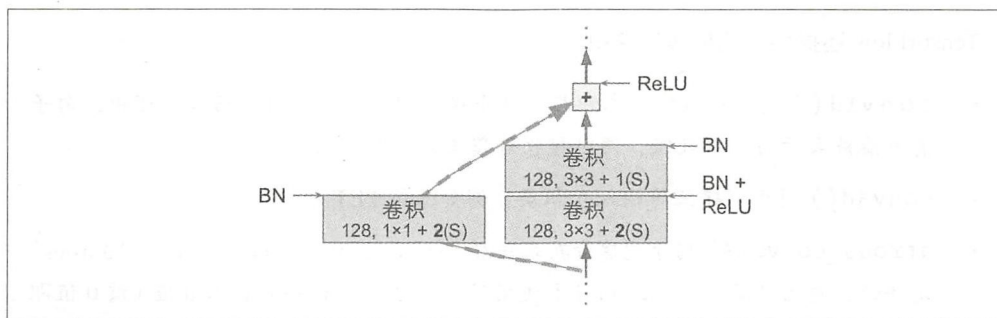 ReLU
+
卷积
128, 3×3 + 1(S)
BN
BN
卷积
128, 1×1 + 2(S)
卷积
128, 3×3 + 2(S)
BN +
ReLU